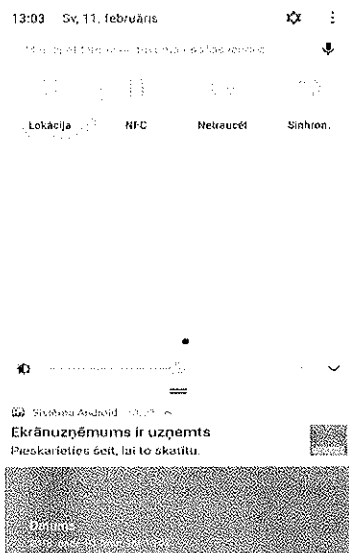 13:03 Sv, 11. februāris
Lokācija NFC Netraucēt Sinhron.
Sistēma Android
Ekrānuzņēmums ir uzņemts
Pieskarieties šeit, lai to skatītu.